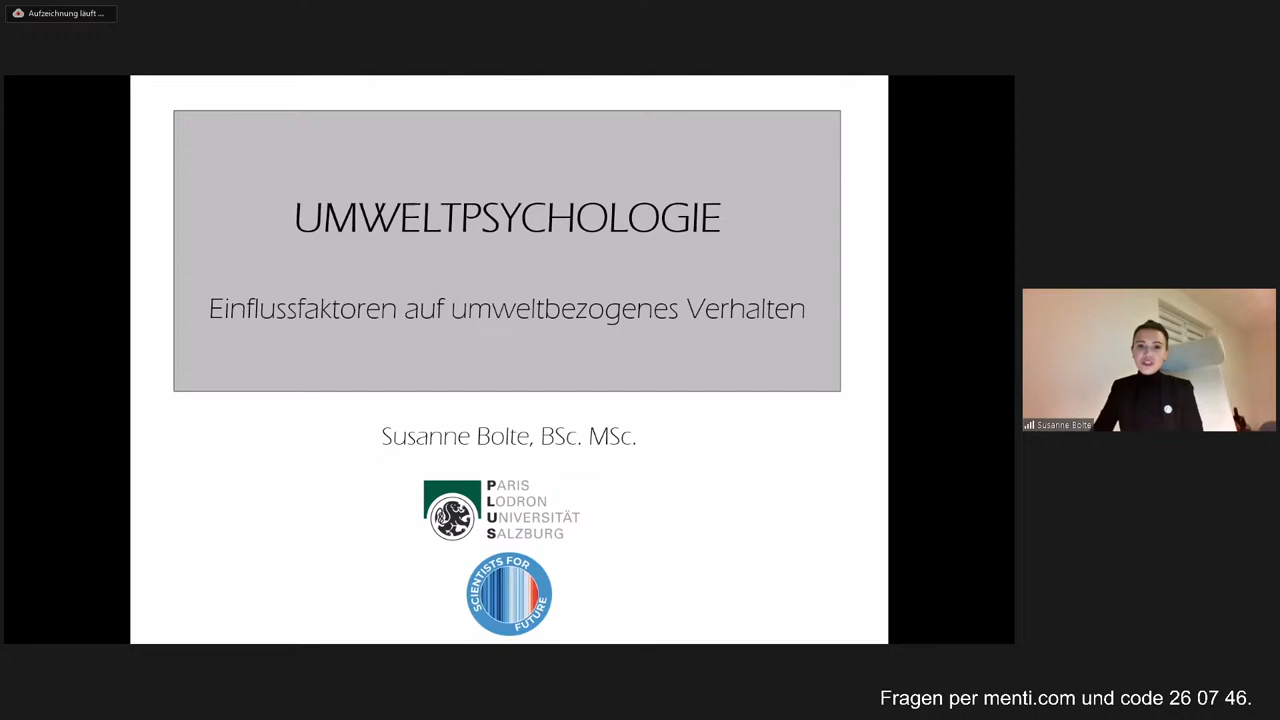 Aufzeichnung läuft ...
UMWELTPSYCHOLOGIE
Einflussfaktoren auf umweltbezogenes Verhalten
Susanne Bolte, BSc. MSc.
PARIS
LODRON
UNIVERSITÄT
SALZBURG
SCIENTISTS FOR
FUTURE
Susanne Bolte
Fragen per menti.com und code 26 07 46.